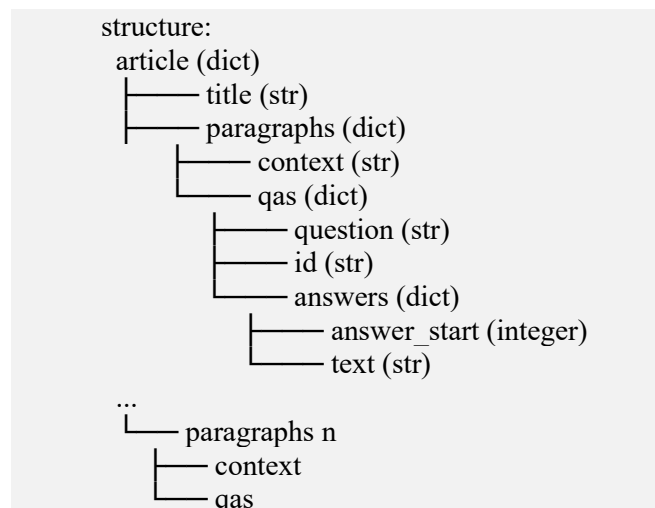 structure:
article (dict)
title (str)
paragraphs (dict)
context (str)
qas (dict)
question (str)
id (str)
answers (dict)
answer_start (integer)
text (str)
...
paragraphs n
context
qas